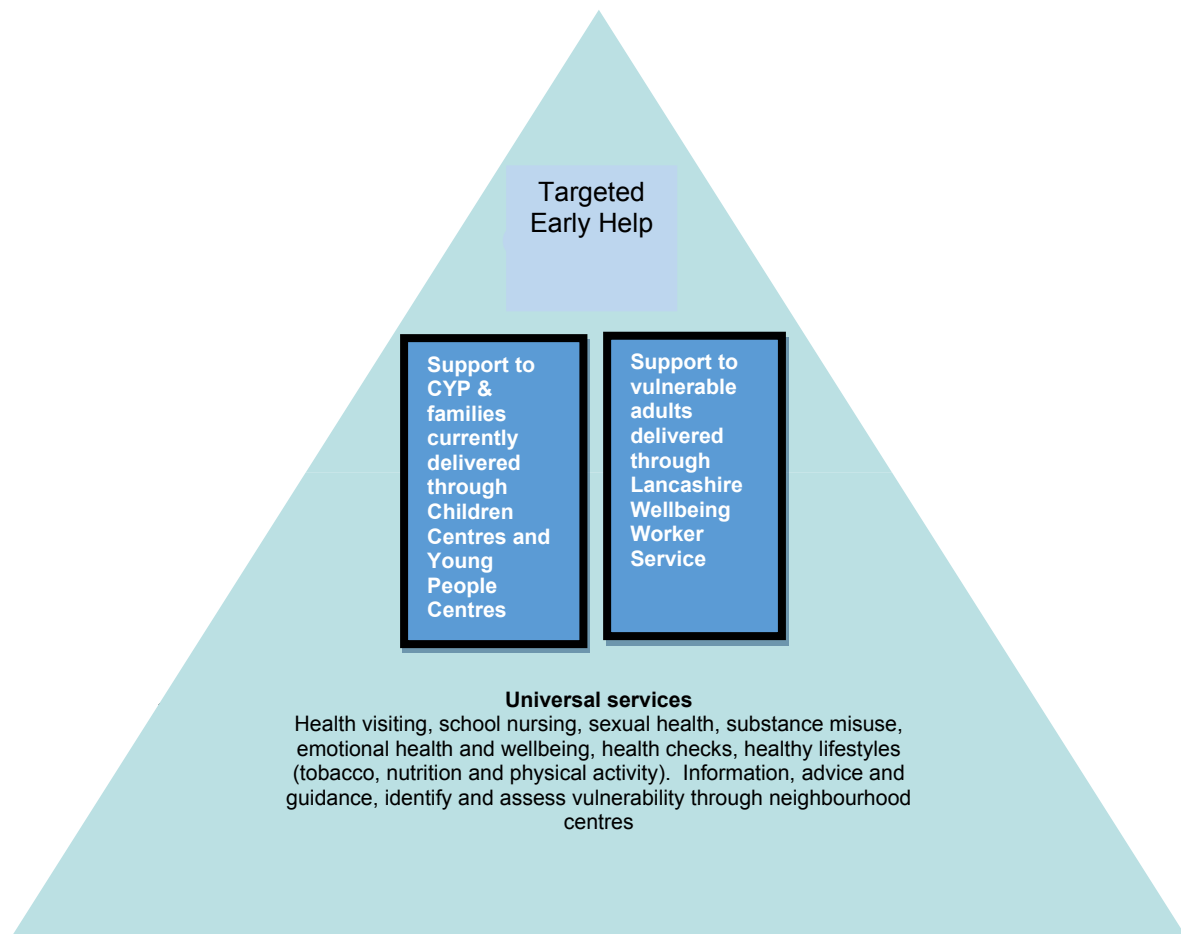 Targeted
Early Help
Support to
CYP &
families
currently
delivered
through
Children
Centres and
Young
People
Centres
Support to
vulnerable
adults
delivered
through
Lancashire
Wellbeing
Worker
Service
Universal services
Health visiting, school nursing, sexual health, substance misuse,
emotional health and wellbeing, health checks, healthy lifestyles
(tobacco, nutrition and physical activity).  Information, advice and
guidance, identify and assess vulnerability through neighbourhood
centres